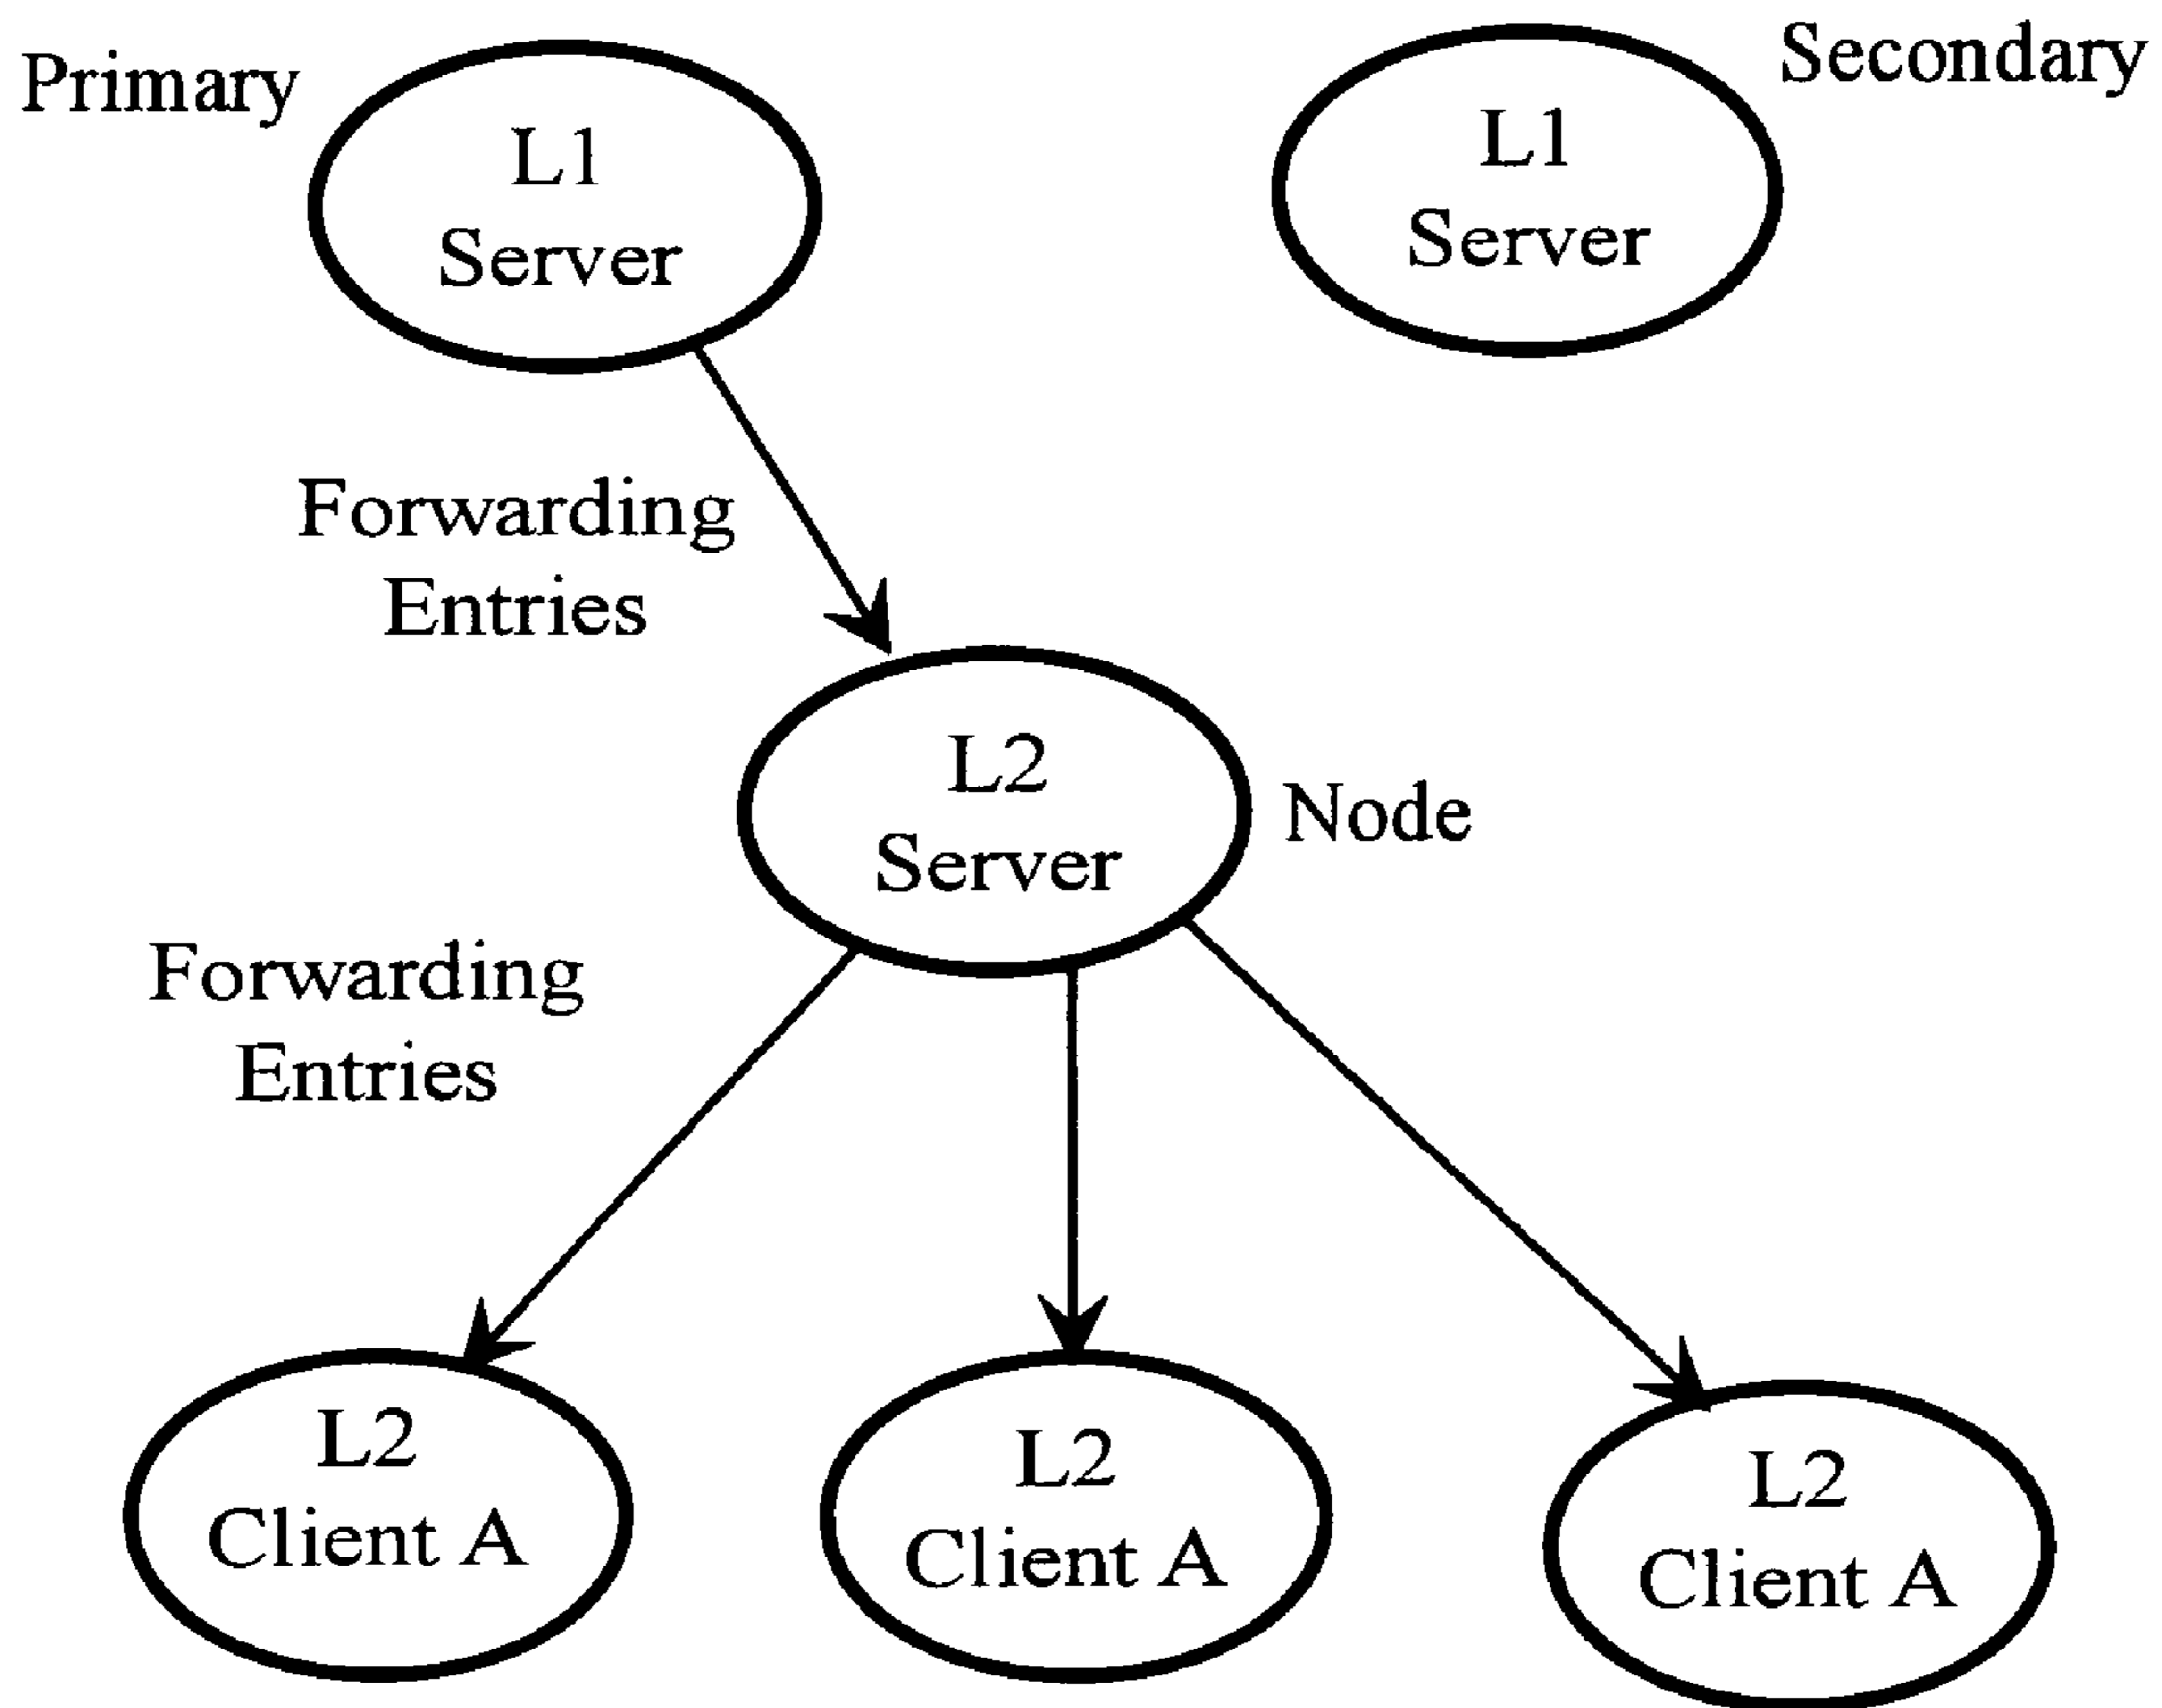 Primary
L1
Server
L1
Server
Secondary
Forwarding
Entries
L2
Server
Node
Forwarding
Entries
L2
Client A
L2
Client A
L2
Client A